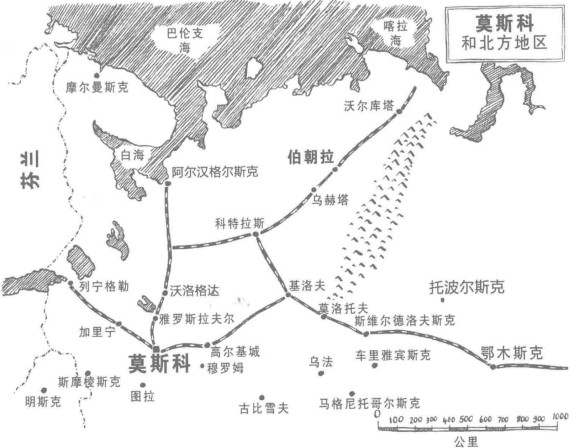 莫斯科
和北方地区
巴伦支
海
喀拉
海
摩尔曼斯克
沃尔库塔
白海
伯朝拉
芬兰
阿尔汉格尔斯克
乌赫塔
科特拉斯
列宁格勒
沃洛格达
基洛夫
托波尔斯克
莫洛托夫
雅罗斯拉夫尔
斯维尔德洛夫斯克
加里宁
高尔基城
莫斯科
穆罗姆
乌法
车里雅宾斯克
鄂木斯克
斯摩棱斯克
明斯克
图拉
古比雪夫
马格尼托哥尔斯克
0 100 200 300 400 500 600 700 800 900 1000
公里